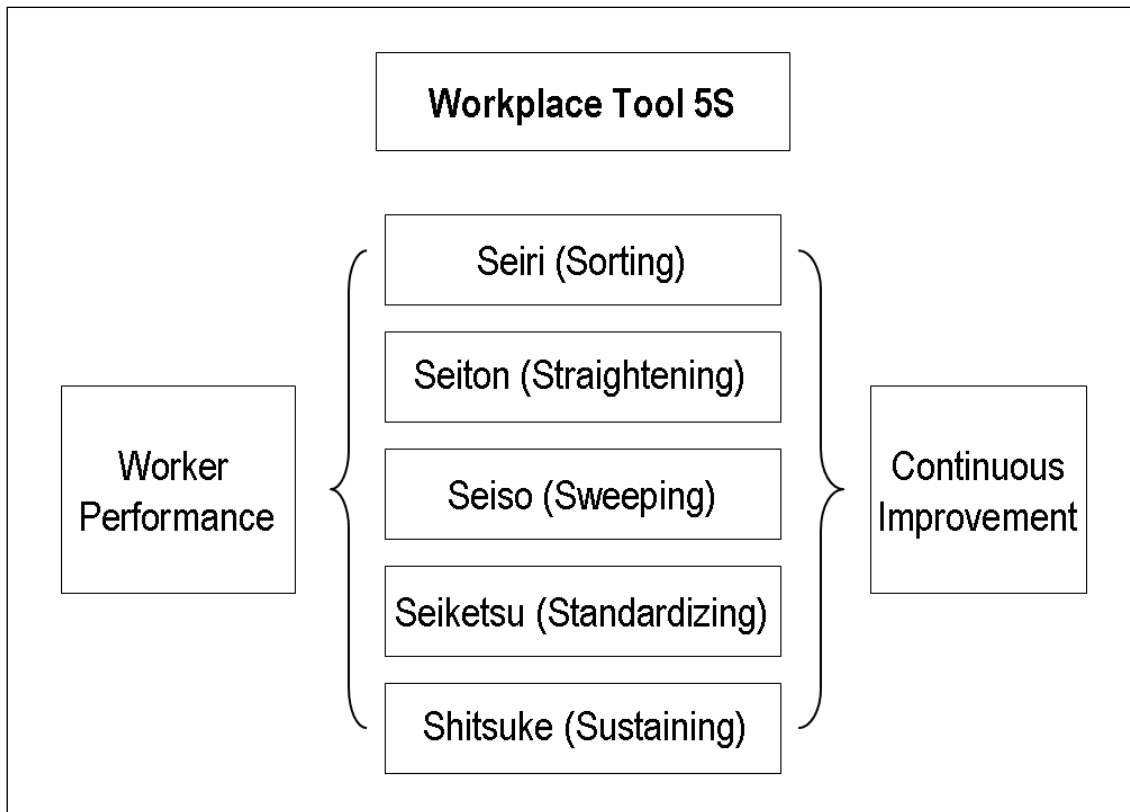 Workplace Tool 5S
Seiri (Sorting)
Seiton (Straightening)
Worker
Performance
Seiso (Sweeping)
Continuous
Improvement
Seiketsu (Standardizing)
Shitsuke (Sustaining)